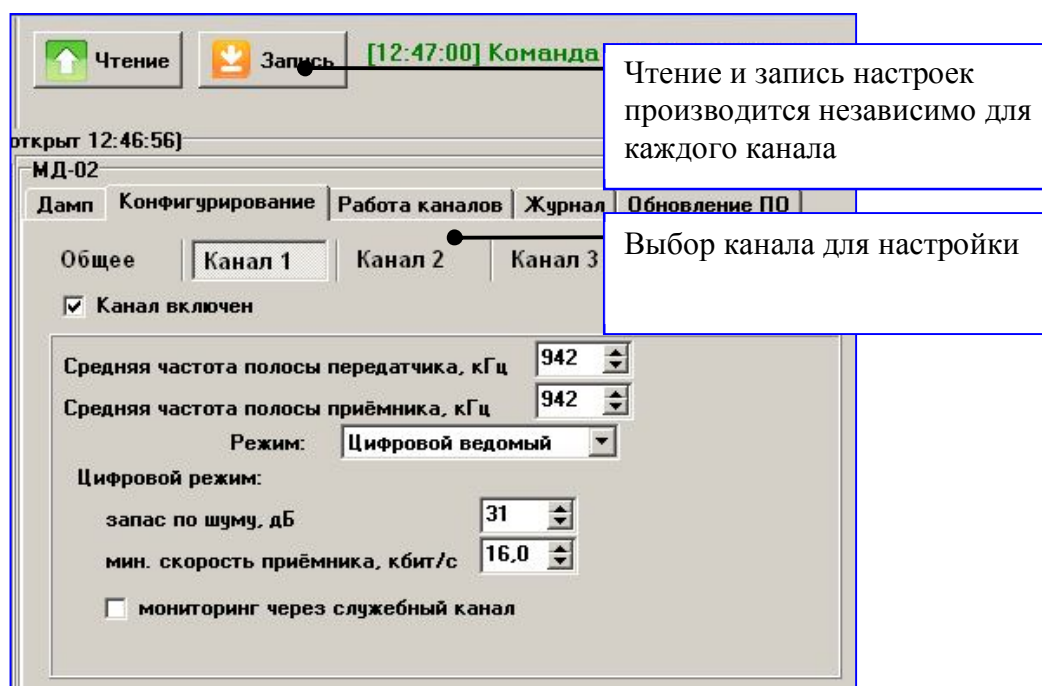 Чтение
Запись
[12:47:00] Команда
Чтение и запись настроек
производится независимо для
каждого канала
открыт 12:46:56)
МД-02
Дамп Конфигурирование Работа каналов Журнал Обновление ПО
Выбор канала для настройки
Общее Канал 1 Канал 2 Канал 3
Канал включен
Средняя частота полосы передатчика, кГц 942
Средняя частота полосы приёмника, кГц 942
Режим: Цифровой ведомый
Цифровой режим:
запас по шуму, дБ 31
мин. скорость приёмника, кбит/с 16,0
мониторинг через служебный канал